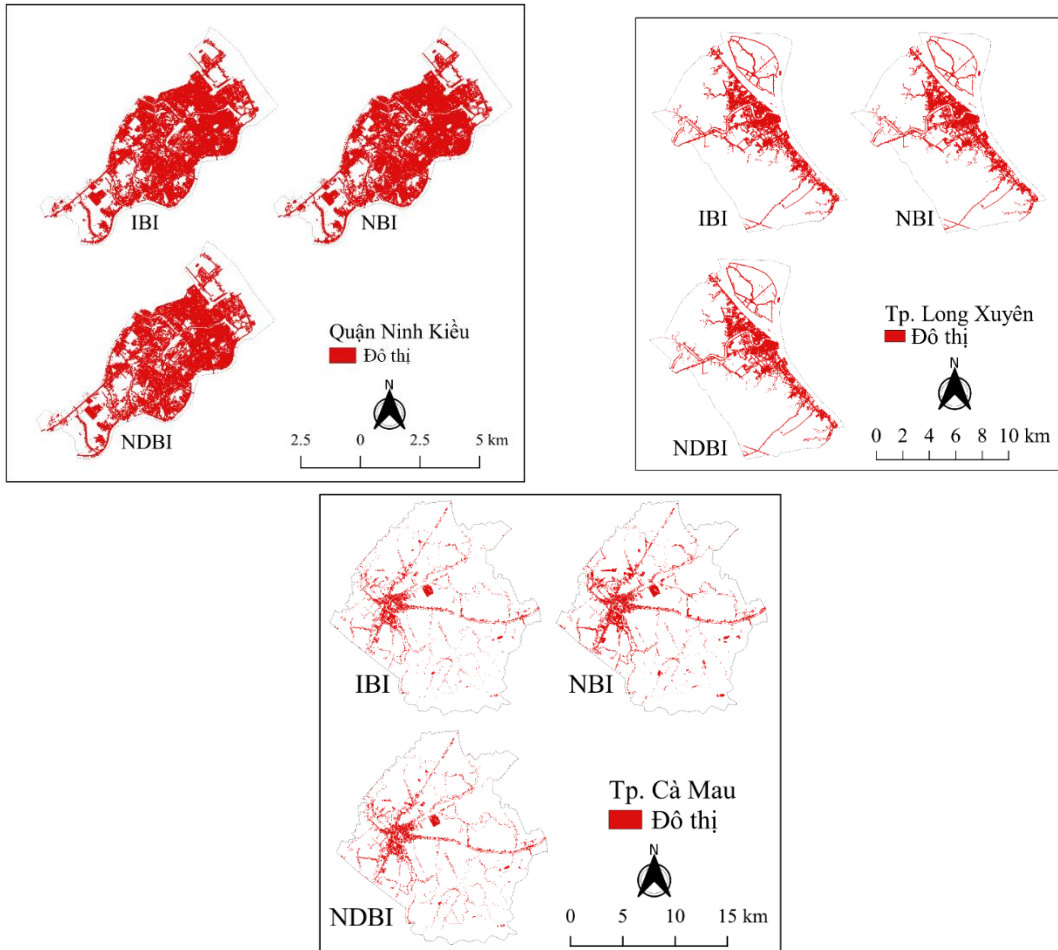 IBI
NBI
NDBI
Quận Ninh Kiều
Đô thị
N
2.5 0 2.5 5 km
IBI
NBI
NDBI
Tp. Long Xuyên
Đô thị
N
0 2 4 6 8 10 km
IBI
NBI
NDBI
Tp. Cà Mau
Đô thị
N
0 5 10 15 km